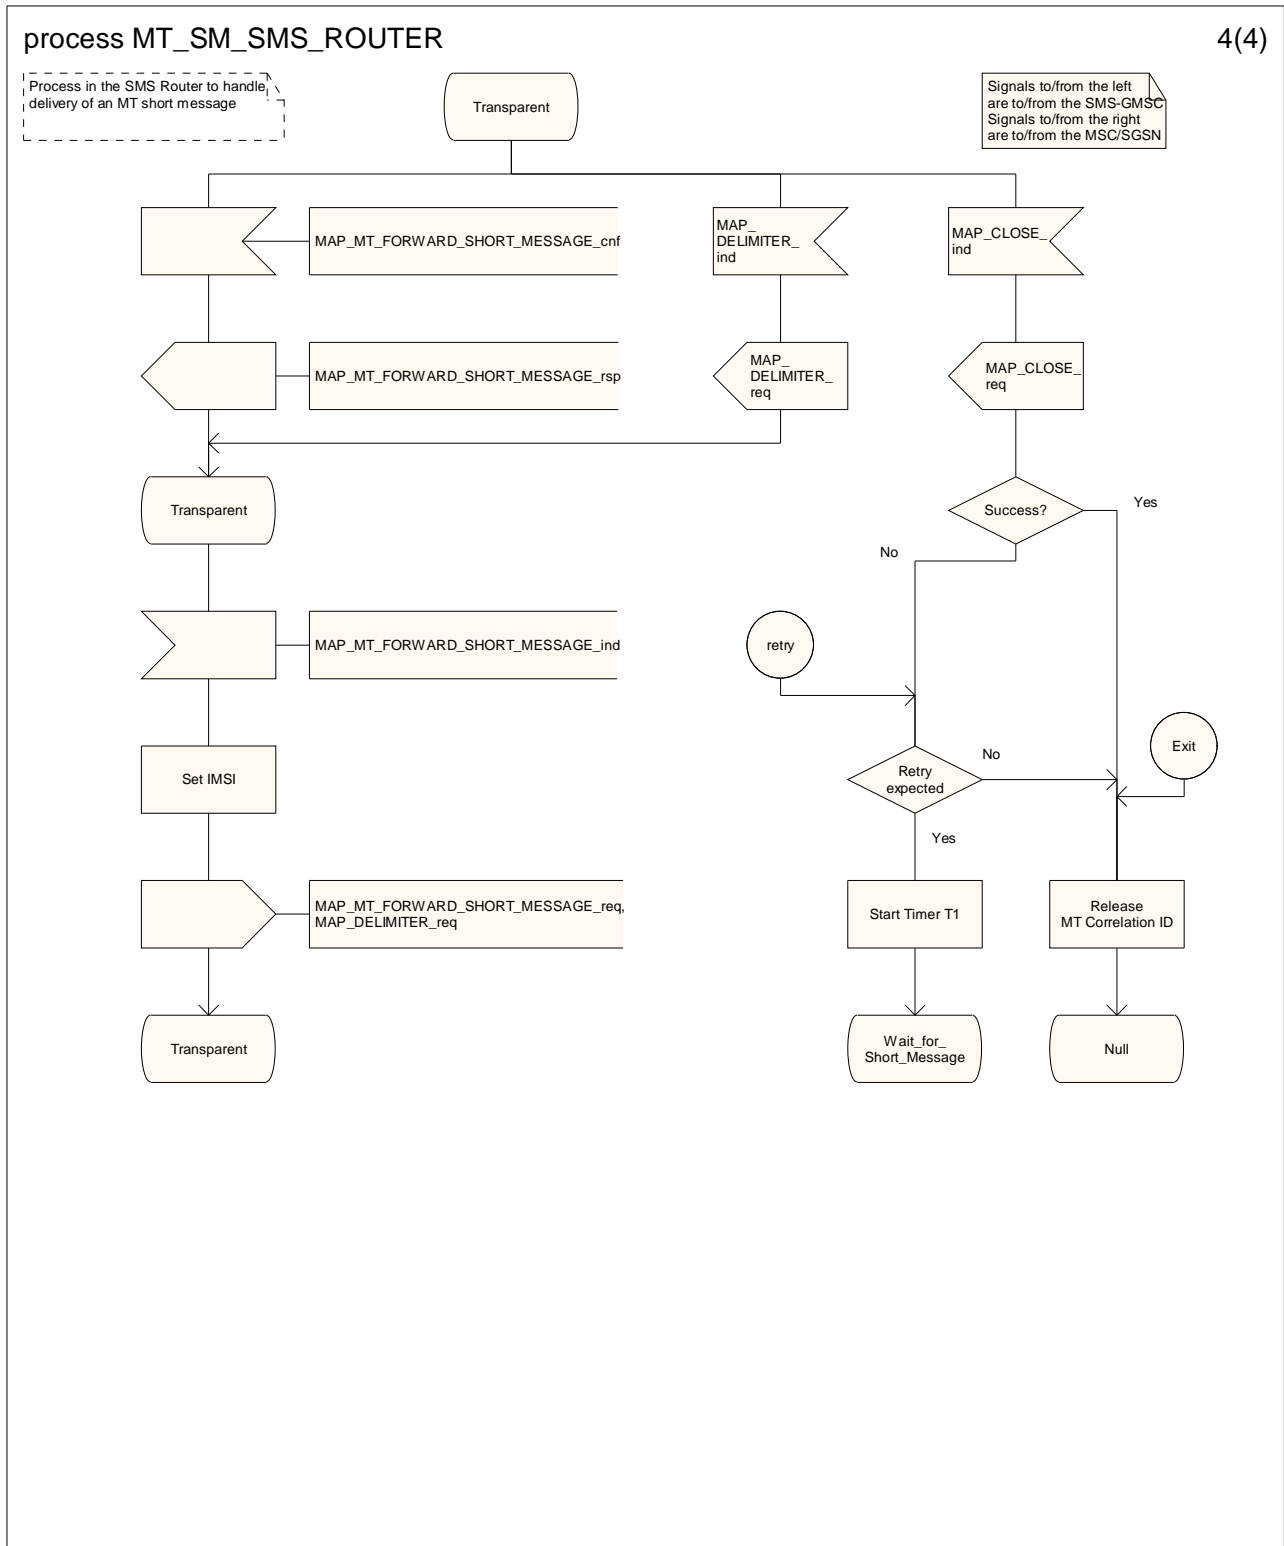 process MT_SM_SMS_ROUTER
4(4)
Process in the SMS Router to handle
delivery of an MT short message
Transparent
Signals to/from the left
are to/from the SMS-GMSC
Signals to/from the right
are to/from the MSC/SGSN
MAP_MT_FORWARD_SHORT_MESSAGE_cnf
MAP_
DELIMITER_
ind
MAP_CLOSE_
ind
MAP_MT_FORWARD_SHORT_MESSAGE_rsp
MAP_
DELIMITER_
req
MAP_CLOSE_
req
Transparent
Success?
Yes
No
MAP_MT_FORWARD_SHORT_MESSAGE_ind
retry
Set IMSI
Retry
expected
No
Exit
Yes
MAP_MT_FORWARD_SHORT_MESSAGE_req,
MAP_DELIMITER_req
Start Timer T1
Release
MT Correlation ID
Transparent
Wait_for_
Short_Message
Null